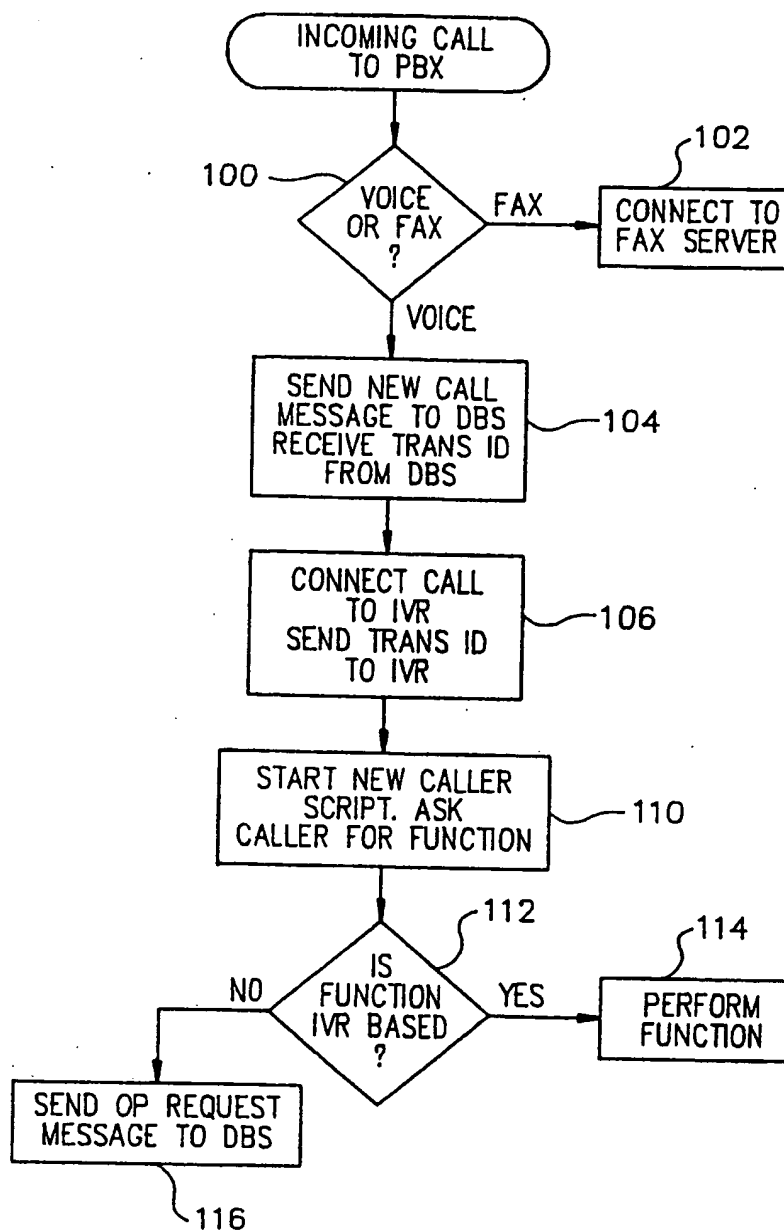 INCOMING CALL
TO PBX
102
100
VOICE
OR FAX
?
FAX
CONNECT TO
FAX SERVER
VOICE
SEND NEW CALL
MESSAGE TO DBS
RECEIVE TRANS ID
FROM DBS
104
CONNECT CALL
TO IVR
SEND TRANS ID
TO IVR
106
START NEW CALLER
SCRIPT. ASK
CALLER FOR FUNCTION
110
112
114
IS
FUNCTION
IVR BASED
?
NO
YES
PERFORM
FUNCTION
SEND OP REQUEST
MESSAGE TO DBS
116